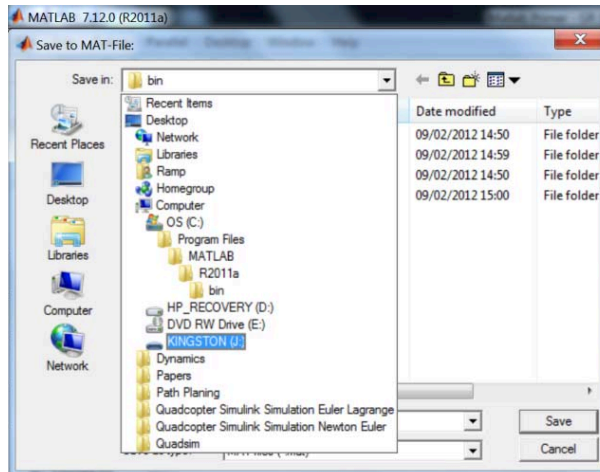 MATLAB 7.12.0 (R2011a)
Save to MAT-File:
Save in:
bin
Recent Items
Desktop
Network
Libraries
Ramp
Homegroup
Computer
OS (C:)
Program Files
MATLAB
R2011a
bin
HP_RECOVERY (D:)
DVD RW Drive (E:)
KINGSTON (J:)
Dynamics
Papers
Path Planing
Quadcopter Simulink Simulation Euler Lagrange
Quadcopter Simulink Simulation Newton Euler
Quadsim
Recent Places
Desktop
Libraries
Computer
Network
Date modified Type
09/02/2012 14:50 File folder
09/02/2012 14:59 File folder
09/02/2012 14:50 File folder
09/02/2012 15:00 File folder
Save
Cancel